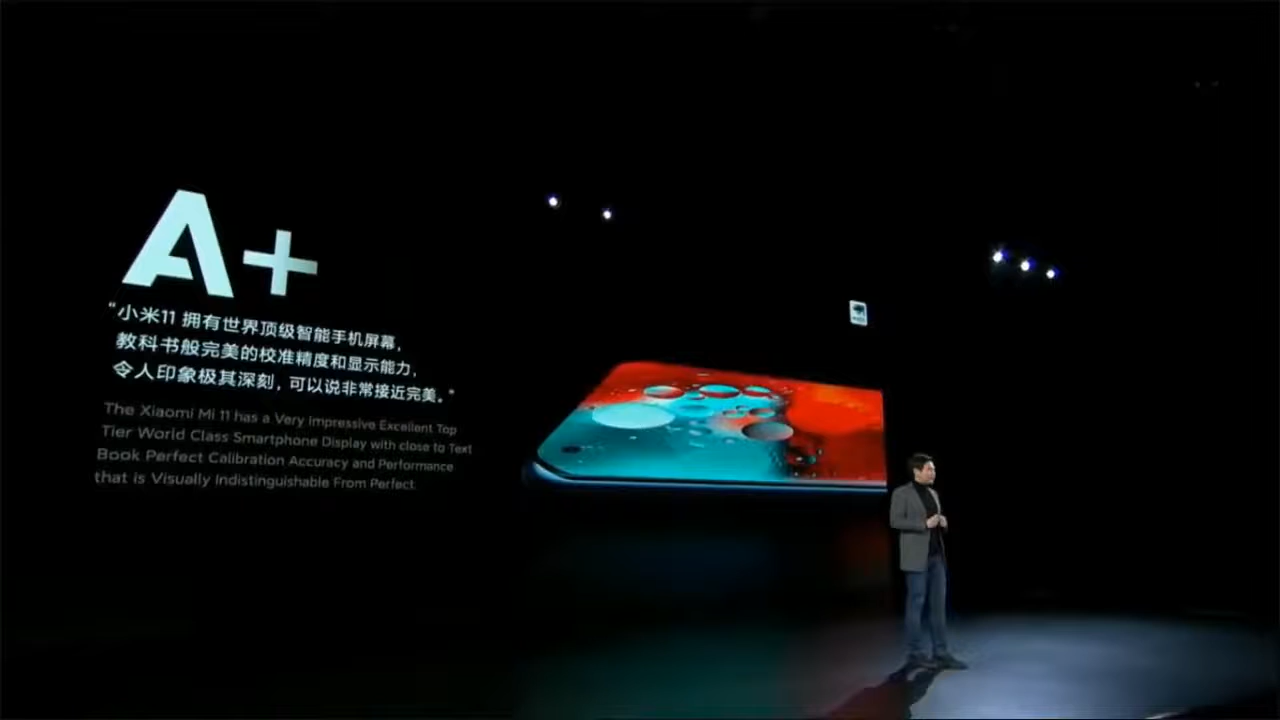 A+
“小米11 拥有世界顶级智能手机屏幕，
教科书般完美的校准精度和显示能力，
令人印象极其深刻，可以说非常接近完美。”
The Xiaomi Mi 11 has a Very Impressive Excellent Top
Tier World Class Smartphone Display with close to Text
Book Perfect Calibration Accuracy and Performance
that is Visually Indistinguishable From Perfect.